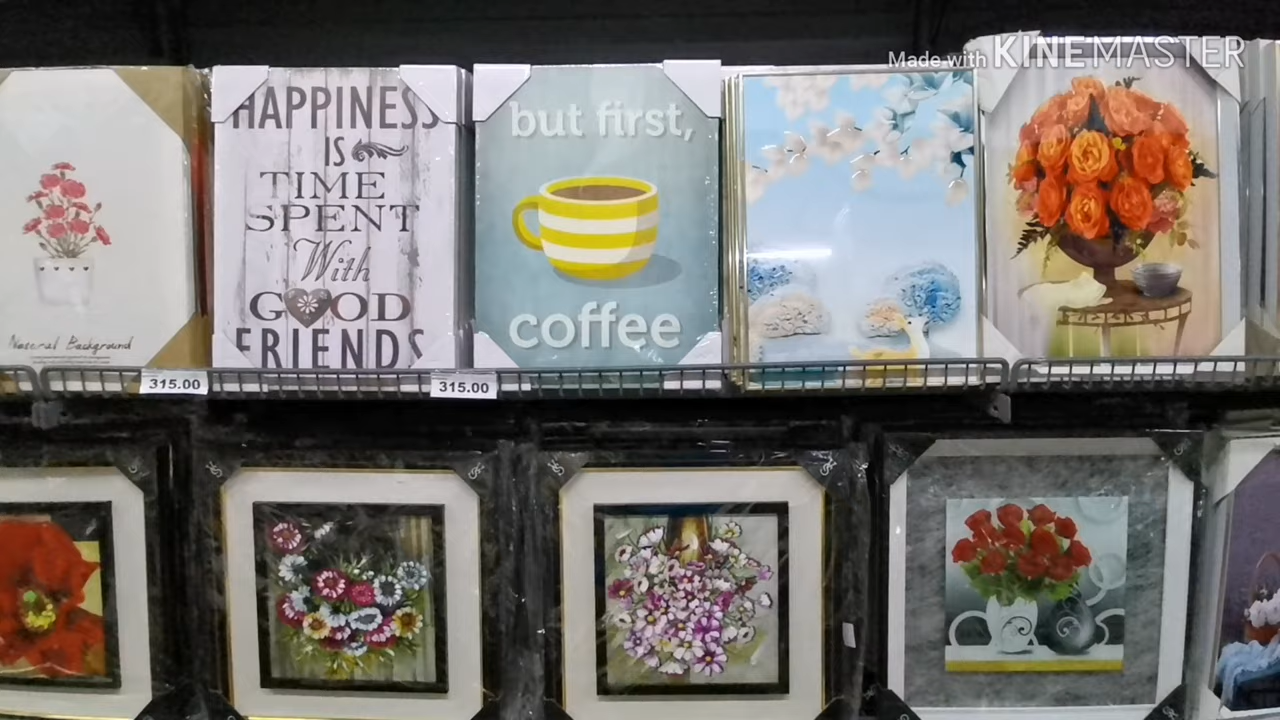 Made with KINEMASTER
HAPPINESS
IS
TIME
SPENT
With
GOOD
FRIENDS
but first,
coffee
Natural Background
315.00
315.00